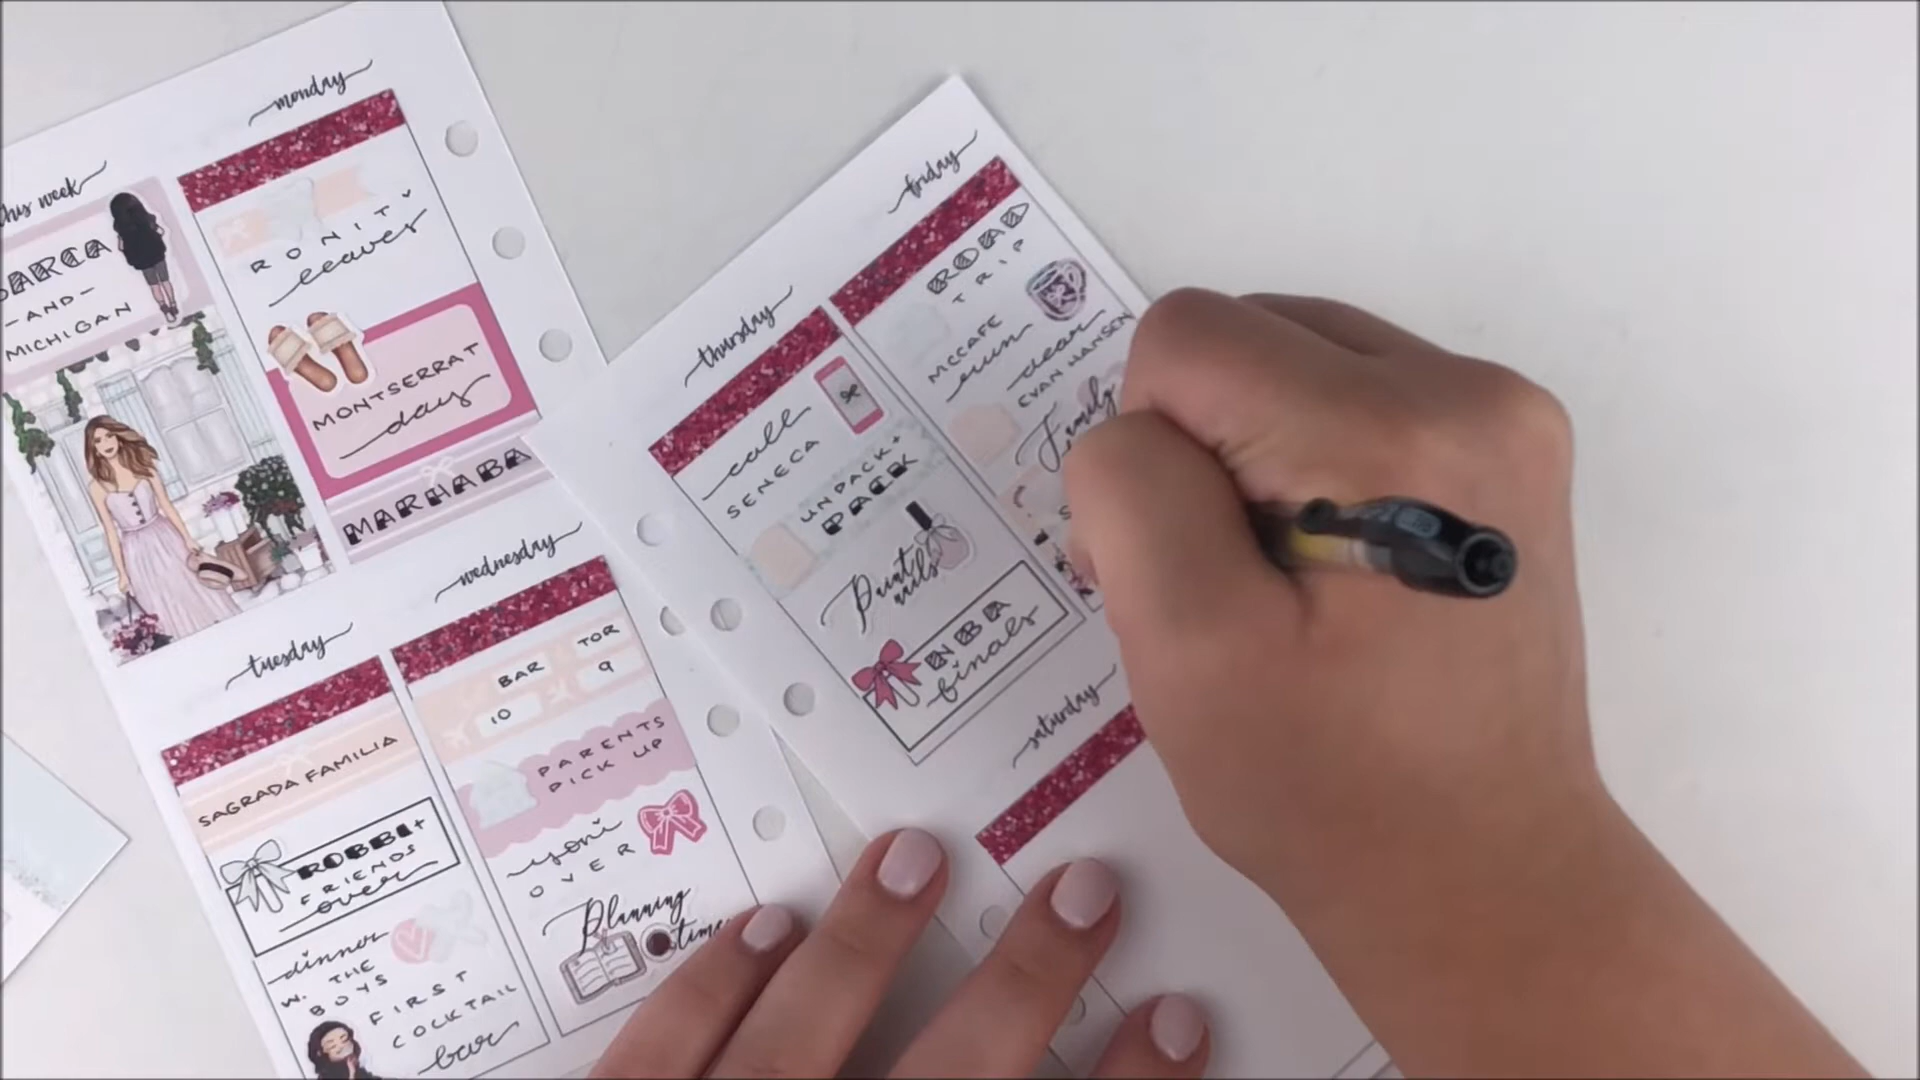 this week
BARCA
-AND-
MICHIGAN
monday
RONIT
leaves
MONTSERRAT
day
MARHABA
tuesday
SAGRADA FAMILIA
ROBBI+
FRIENDS
over
dinner
W. THE
BOYS
FIRST
COCKTAIL
bar
wednesday
BAR TOR
10 9
PARENTS
PICK UP
yoni
OVER
Planning
time
thursday
call
SENECA
UNPACK+
PACK
Paint
nails
NBA
finals
friday
ROAD
TRIP
MCCAFE
run
dear
EVAN HANSEN
Family
saturday